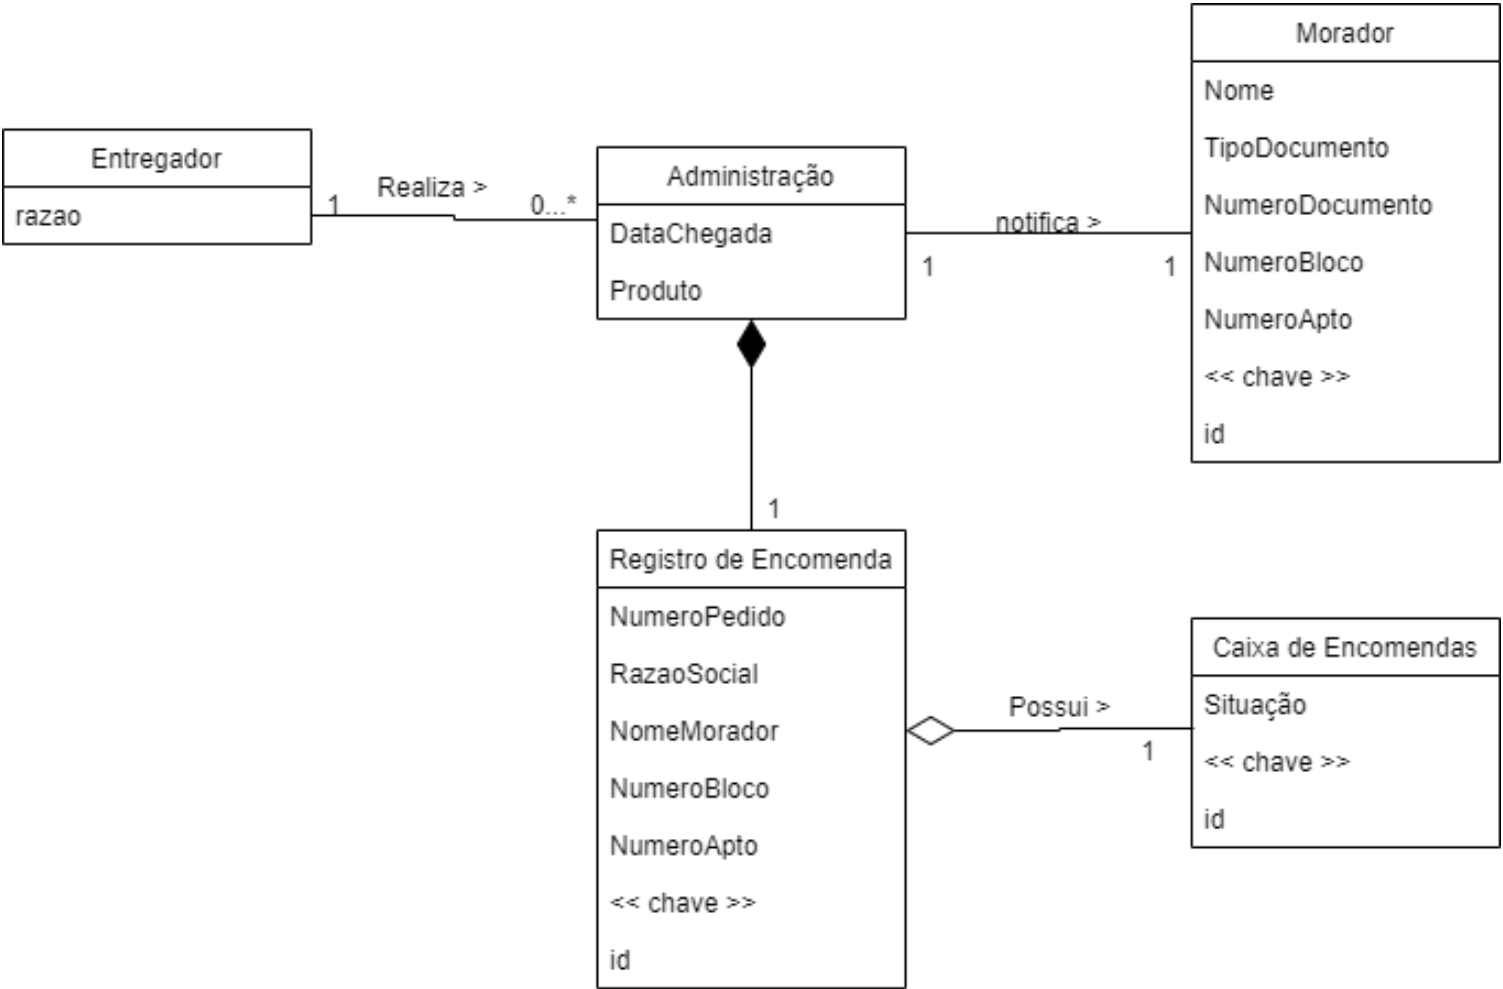 Entregador
razao
1
Realiza >
0...*
Administração
DataChegada
Produto
notifica >
1
1
Morador
Nome
TipoDocumento
NumeroDocumento
NumeroBloco
NumeroApto
<< chave >>
id
1
Registro de Encomenda
NumeroPedido
RazaoSocial
NomeMorador
NumeroBloco
NumeroApto
<< chave >>
id
Possui >
1
Caixa de Encomendas
Situação
<< chave >>
id